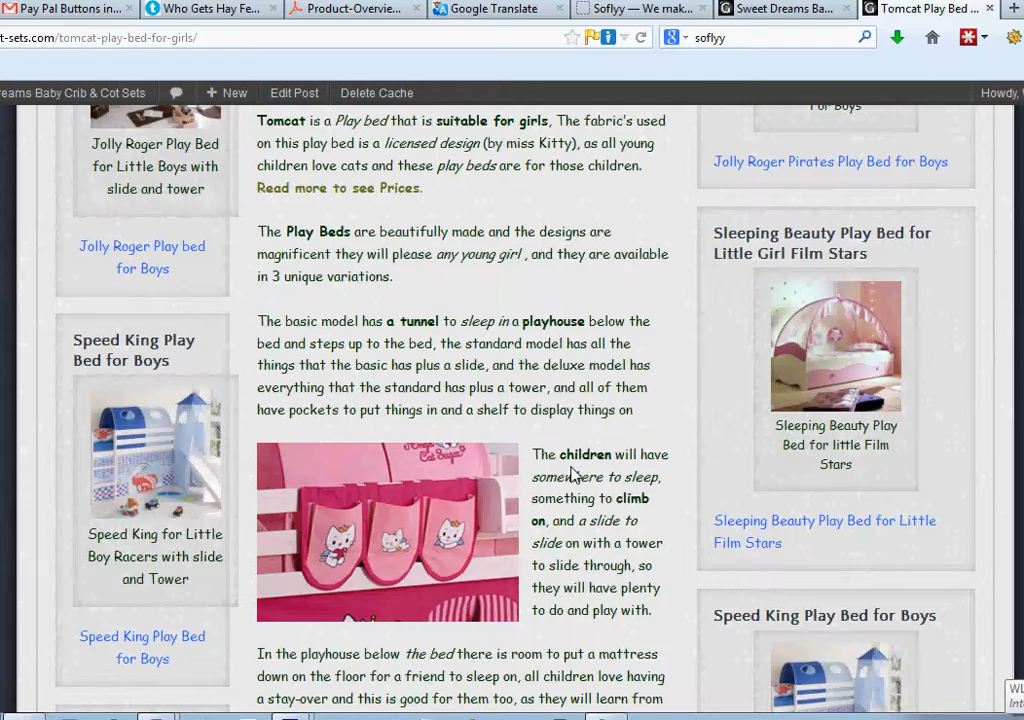 Pay Pal Buttons in...
Who Gets Hay Fe...
Product-Overvie...
Google Translate
Soflyy — We mak...
Sweet Dreams Ba...
Tomcat Play Bed ...
t-sets.com/tomcat-play-bed-for-girls/
soflyy
reams Baby Crib & Cot Sets
New
Edit Post
Delete Cache
Howdy,
Jolly Roger Play Bed
for Little Boys with
slide and tower
Jolly Roger Play bed
for Boys
Speed King Play
Bed for Boys
Speed King for Little
Boy Racers with slide
and Tower
Speed King Play Bed
for Boys
Tomcat is a Play bed that is suitable for girls, The fabric's used
on this play bed is a licensed design (by miss Kitty), as all young
children love cats and these play beds are for those children.
Read more to see Prices.
The Play Beds are beautifully made and the designs are
magnificent they will please any young girl , and they are available
in 3 unique variations.
The basic model has a tunnel to sleep in a playhouse below the
bed and steps up to the bed, the standard model has all the
things that the basic has plus a slide, and the deluxe model has
everything that the standard has plus a tower, and all of them
have pockets to put things in and a shelf to display things on
The children will have
somewhere to sleep,
something to climb
on, and a slide to
slide on with a tower
to slide through, so
they will have plenty
to do and play with.
In the playhouse below the bed there is room to put a mattress
down on the floor for a friend to sleep on, all children love having
a stay-over and this is good for them too, as they will learn from
For Boys
Jolly Roger Pirates Play Bed for Boys
Sleeping Beauty Play Bed for
Little Girl Film Stars
Sleeping Beauty Play
Bed for little Film
Stars
Sleeping Beauty Play Bed for Little
Film Stars
Speed King Play Bed for Boys